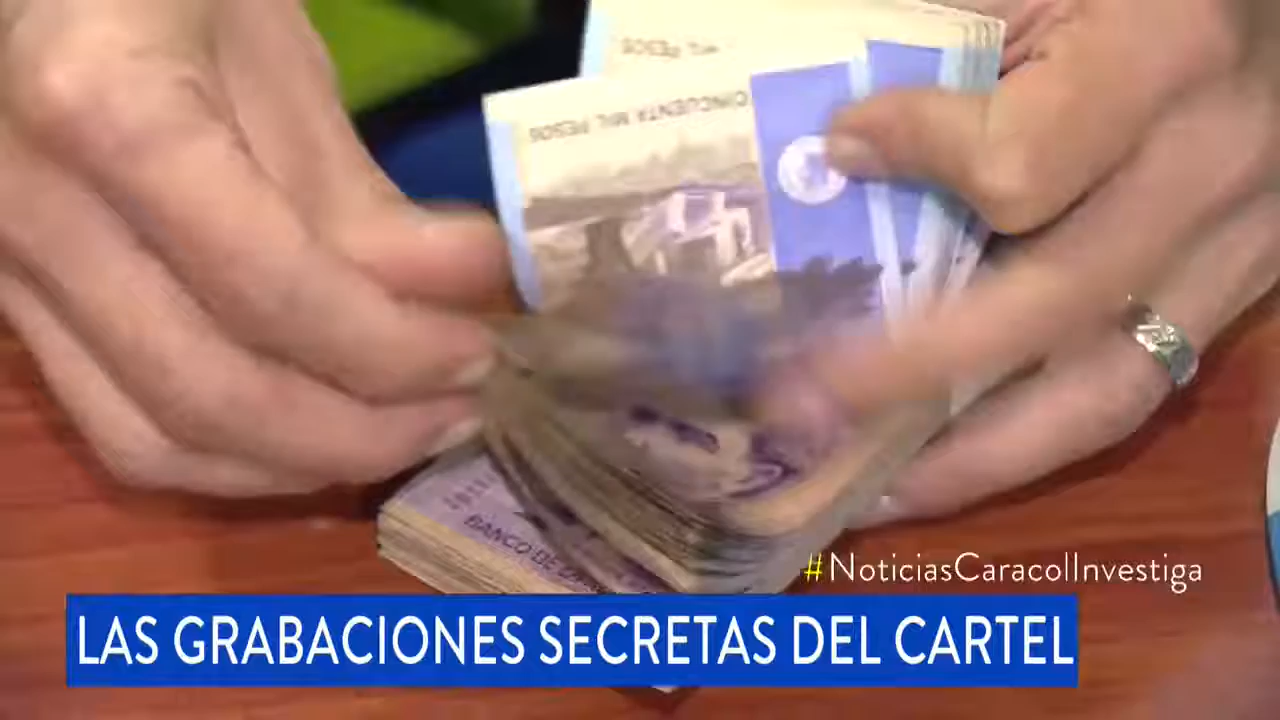 MIL PESOS
CINCUENTA MIL PESOS
BANCO DE
#NoticiasCaracolInvestiga
LAS GRABACIONES SECRETAS DEL CARTEL